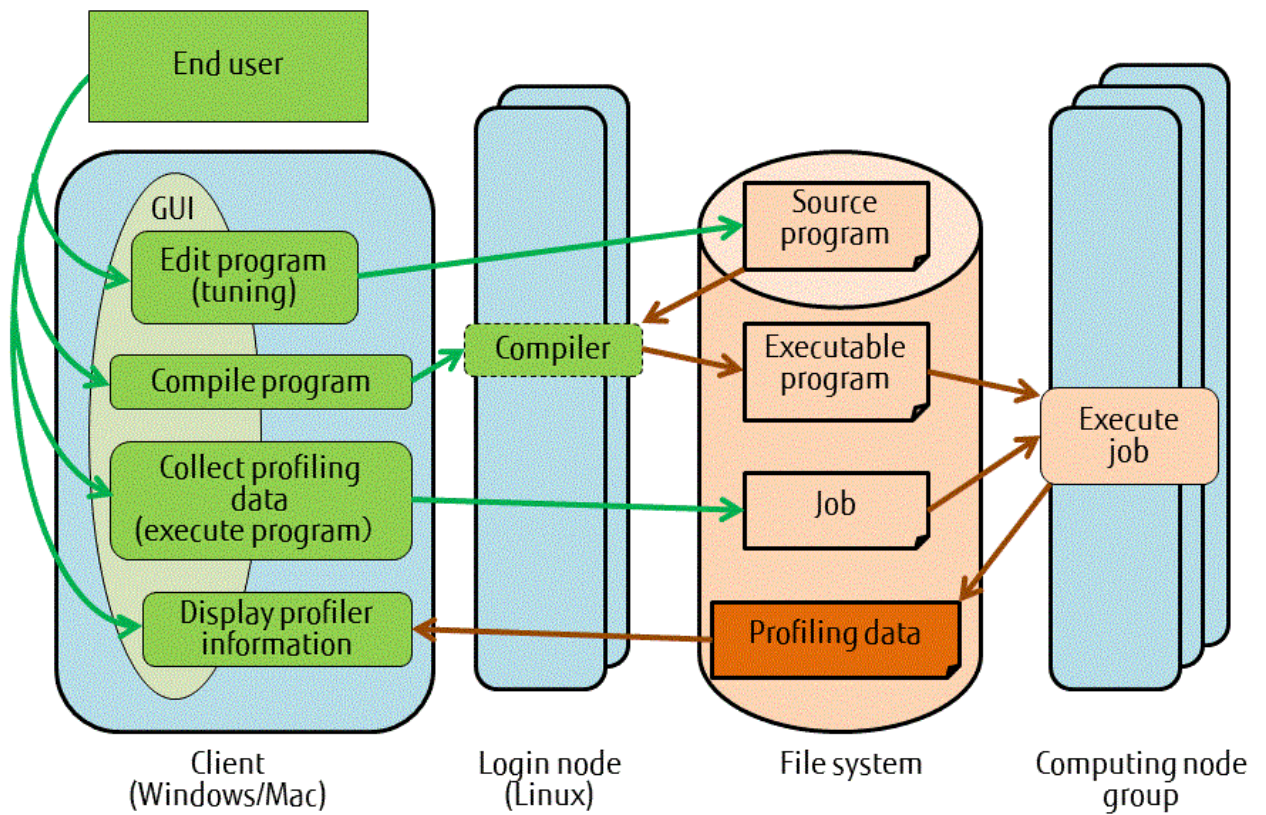 End user
GUI
Edit program
(tuning)
Compile program
Collect profiling
data
(execute program)
Display profiler
information
Compiler
Source
program
Executable
program
Job
Profiling data
Execute
job
Client
(Windows/Mac)
Login node
(Linux)
File system
Computing node
group